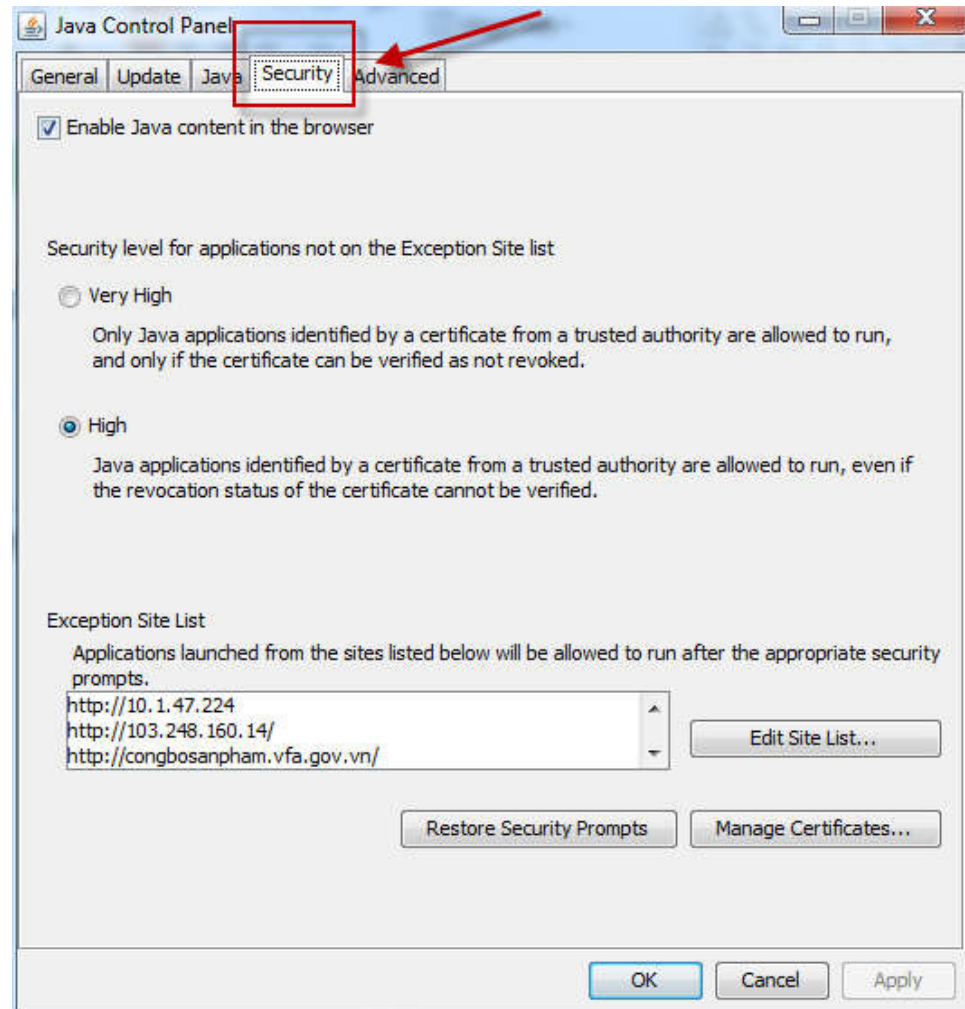 Java Control Panel
General Update Java Security Advanced
Enable Java content in the browser
Security level for applications not on the Exception Site list
Very High
Only Java applications identified by a certificate from a trusted authority are allowed to run,
and only if the certificate can be verified as not revoked.
High
Java applications identified by a certificate from a trusted authority are allowed to run, even if
the revocation status of the certificate cannot be verified.
Exception Site List
Applications launched from the sites listed below will be allowed to run after the appropriate security
prompts.
http://10.1.47.224
http://103.248.160.14/
http://congbosanpham.vfa.gov.vn/
Edit Site List...
Restore Security Prompts Manage Certificates...
OK Cancel Apply